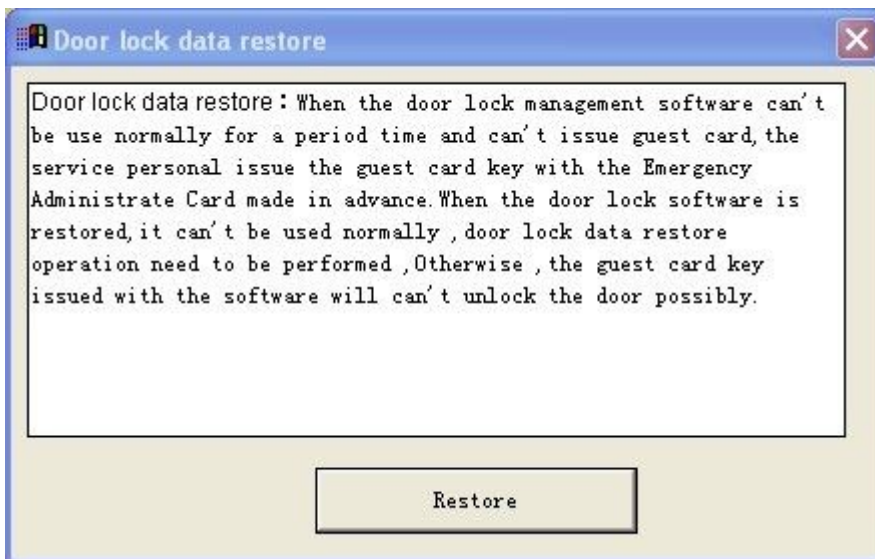 Door lock data restore
Door lock data restore：When the door lock management software can't
be use normally for a period time and can't issue guest card, the
service personal issue the guest card key with the Emergency
Administrate Card made in advance. When the door lock software is
restored, it can't be used normally ,door lock data restore
operation need to be performed ,Otherwise ,the guest card key
issued with the software will can't unlock the door possibly.
Restore